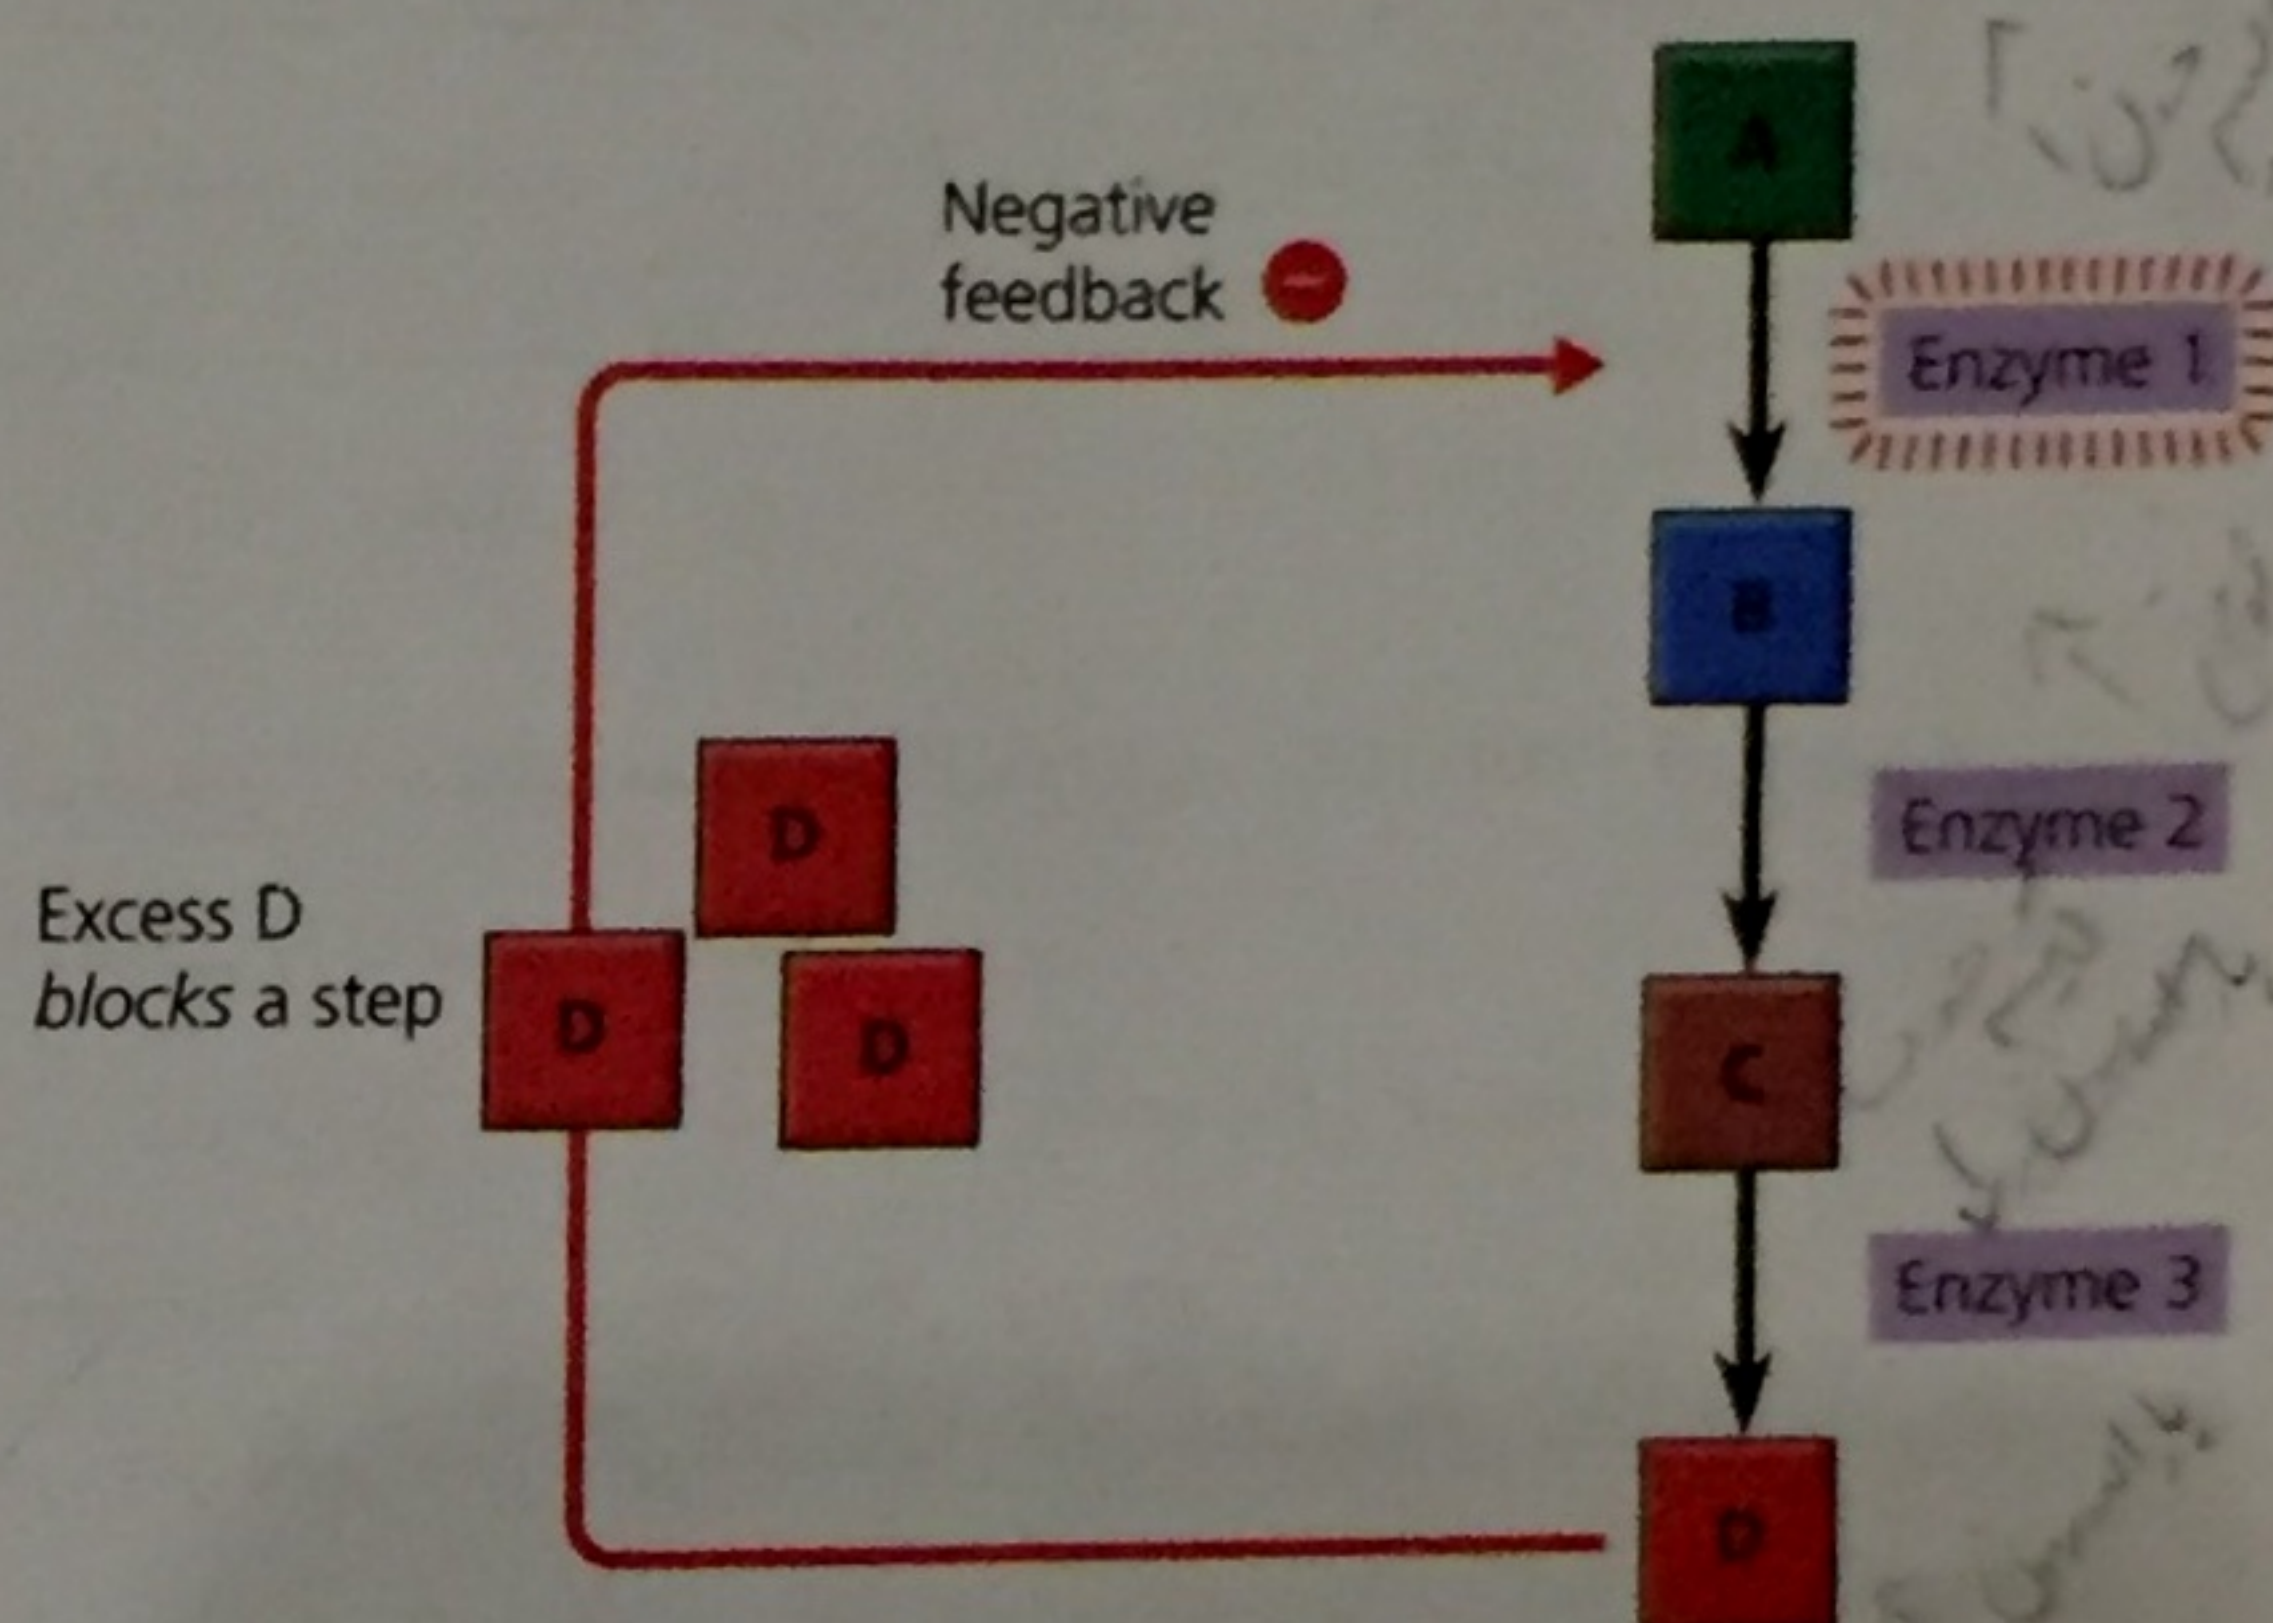 A
Negative
feedback
Enzyme 1
B
Enzyme 2
D
Excess D
blocks a step
D
D
C
Enzyme 3
D